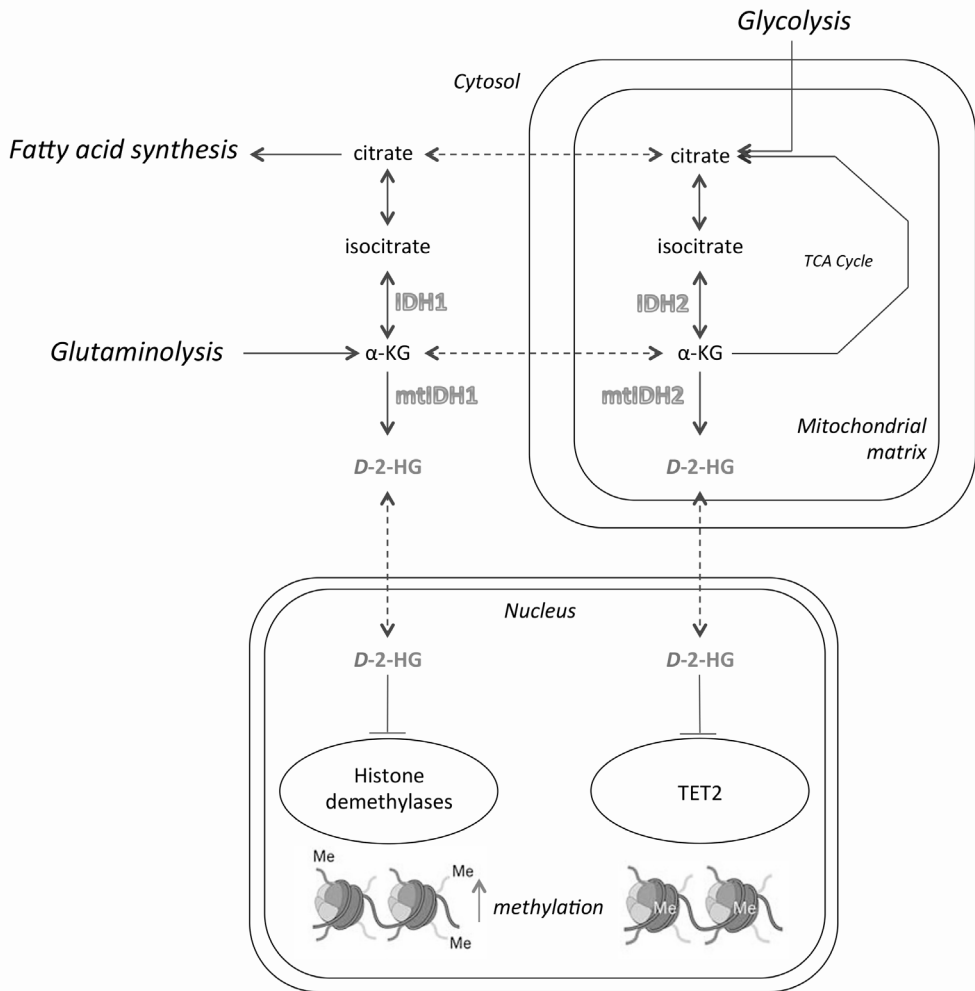 Glycolysis
Cytosol
Fatty acid synthesis
citrate
citrate
isocitrate
isocitrate
TCA Cycle
IDH1
IDH2
Glutaminolysis
α-KG
α-KG
mtIDH1
mtIDH2
Mitochondrial
matrix
D-2-HG
D-2-HG
Nucleus
D-2-HG
D-2-HG
Histone
demethylases
TET2
Me
Me
methylation
Me
Me
Me